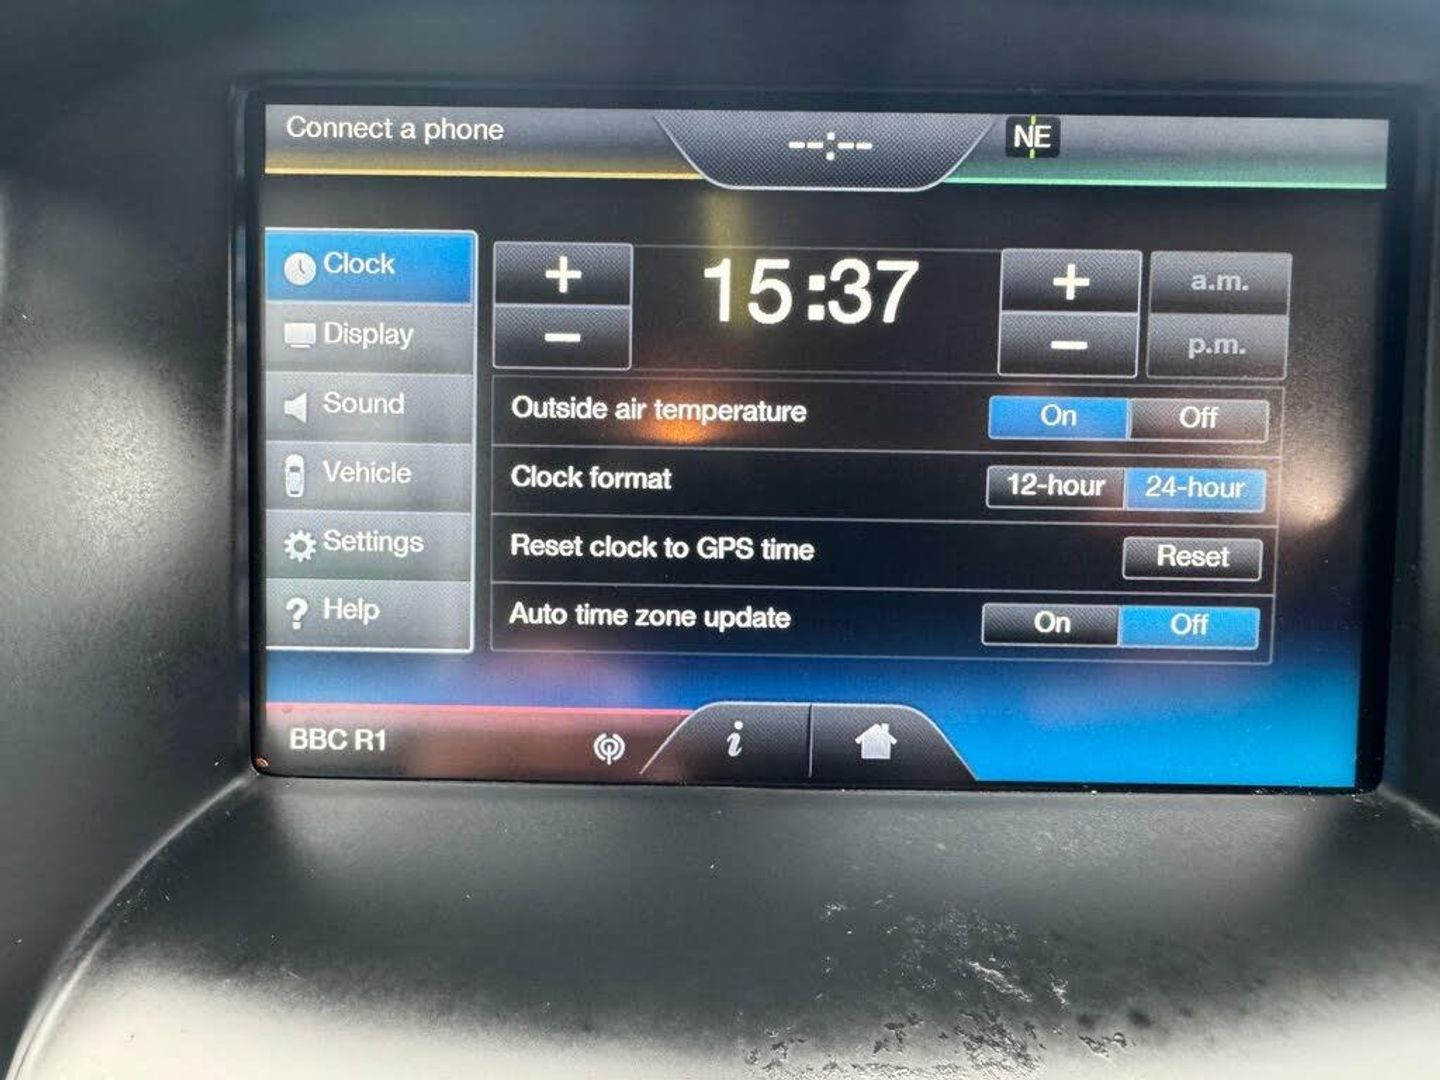 Connect a phone
--:--
NE
Clock
15:37
+
−
+
−
a.m.
p.m.
Display
Sound
Outside air temperature On Off
Vehicle
Clock format 12-hour 24-hour
Settings
Reset clock to GPS time Reset
Help
Auto time zone update On Off
BBC R1
i